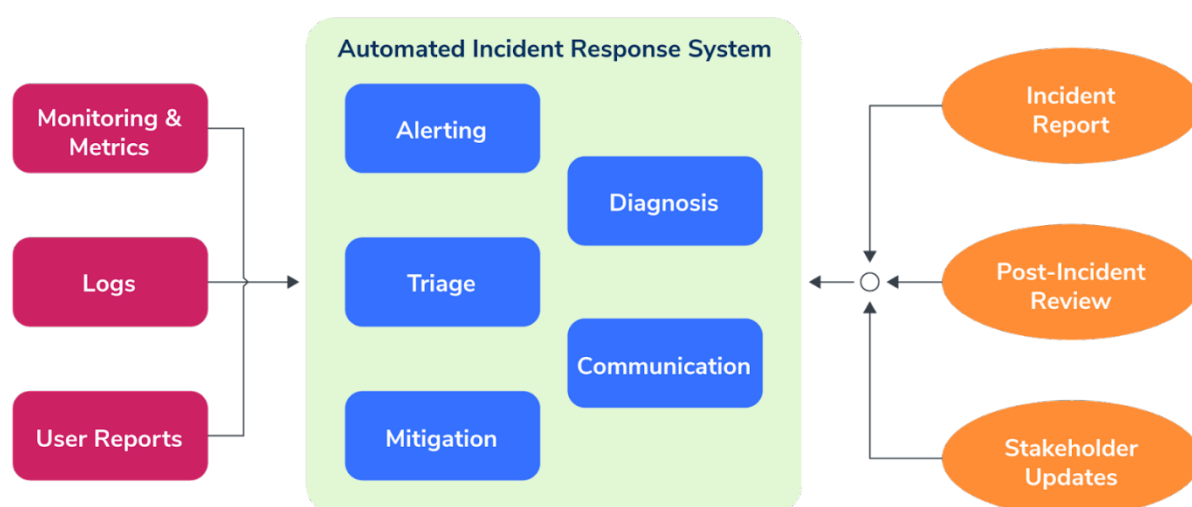 Automated Incident Response System
Monitoring &
Metrics
Logs
User Reports
Alerting
Triage
Mitigation
Diagnosis
Communication
Incident
Report
Post-Incident
Review
Stakeholder
Updates